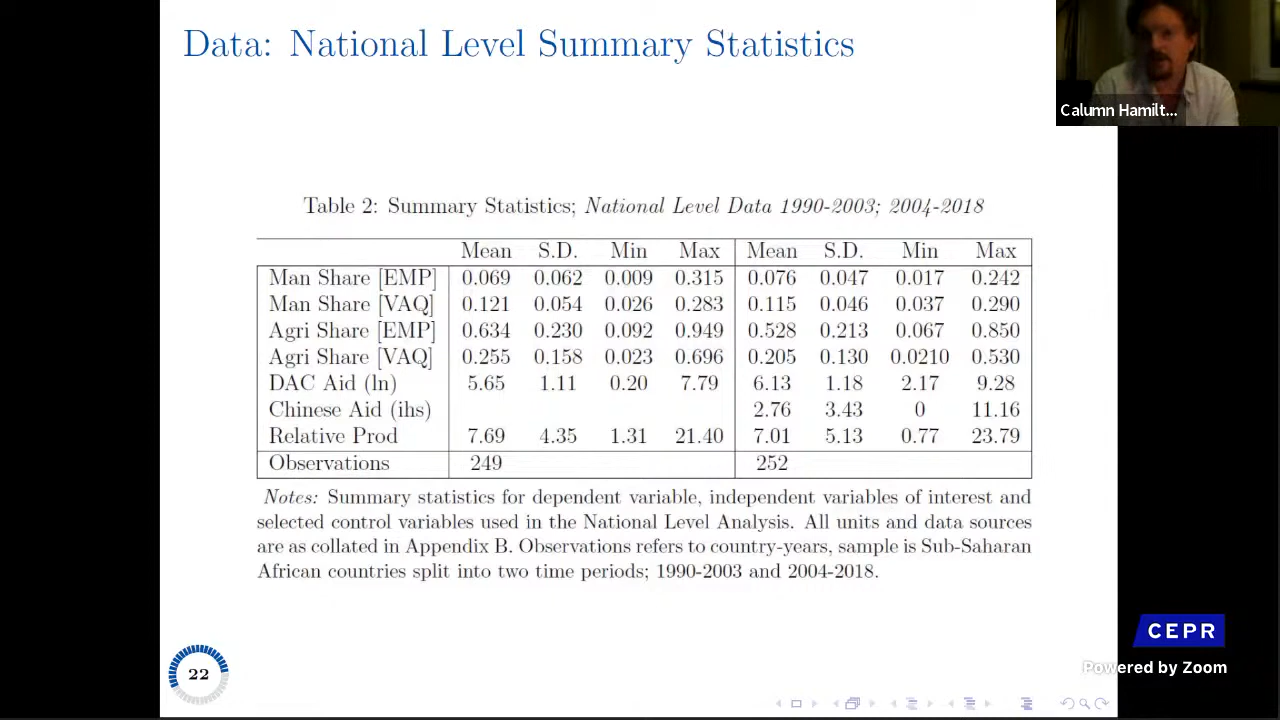 Data: National Level Summary Statistics
Calumn Hamilt...
Table 2: Summary Statistics; National Level Data 1990-2003; 2004-2018
Mean S.D. Min Max Mean S.D. Min Max
Man Share [EMP] 0.069 0.062 0.009 0.315 0.076 0.047 0.017 0.242
Man Share [VAQ] 0.121 0.054 0.026 0.283 0.115 0.046 0.037 0.290
Agri Share [EMP] 0.634 0.230 0.092 0.949 0.528 0.213 0.067 0.850
Agri Share [VAQ] 0.255 0.158 0.023 0.696 0.205 0.130 0.0210 0.530
DAC Aid (ln) 5.65 1.11 0.20 7.79 6.13 1.18 2.17 9.28
Chinese Aid (ihs) 2.76 3.43 0 11.16
Relative Prod 7.69 4.35 1.31 21.40 7.01 5.13 0.77 23.79
Observations 249 252
Notes: Summary statistics for dependent variable, independent variables of interest and
selected control variables used in the National Level Analysis. All units and data sources
are as collated in Appendix B. Observations refers to country-years, sample is Sub-Saharan
African countries split into two time periods; 1990-2003 and 2004-2018.
22
CEPR
Powered by Zoom